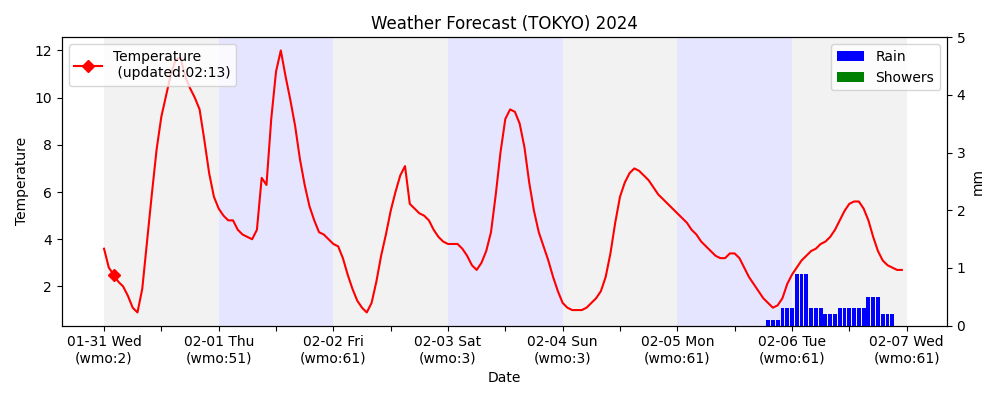 Weather Forecast (TOKYO) 2024
Temperature
(updated:02:13)
Rain
Showers
12
10
8
6
4
2
Temperature
5
4
3
2
1
0
mm
01-31 Wed
(wmo:2)
02-01 Thu
(wmo:51)
02-02 Fri
(wmo:61)
02-03 Sat
(wmo:3)
02-04 Sun
(wmo:3)
02-05 Mon
(wmo:61)
02-06 Tue
(wmo:61)
02-07 Wed
(wmo:61)
Date